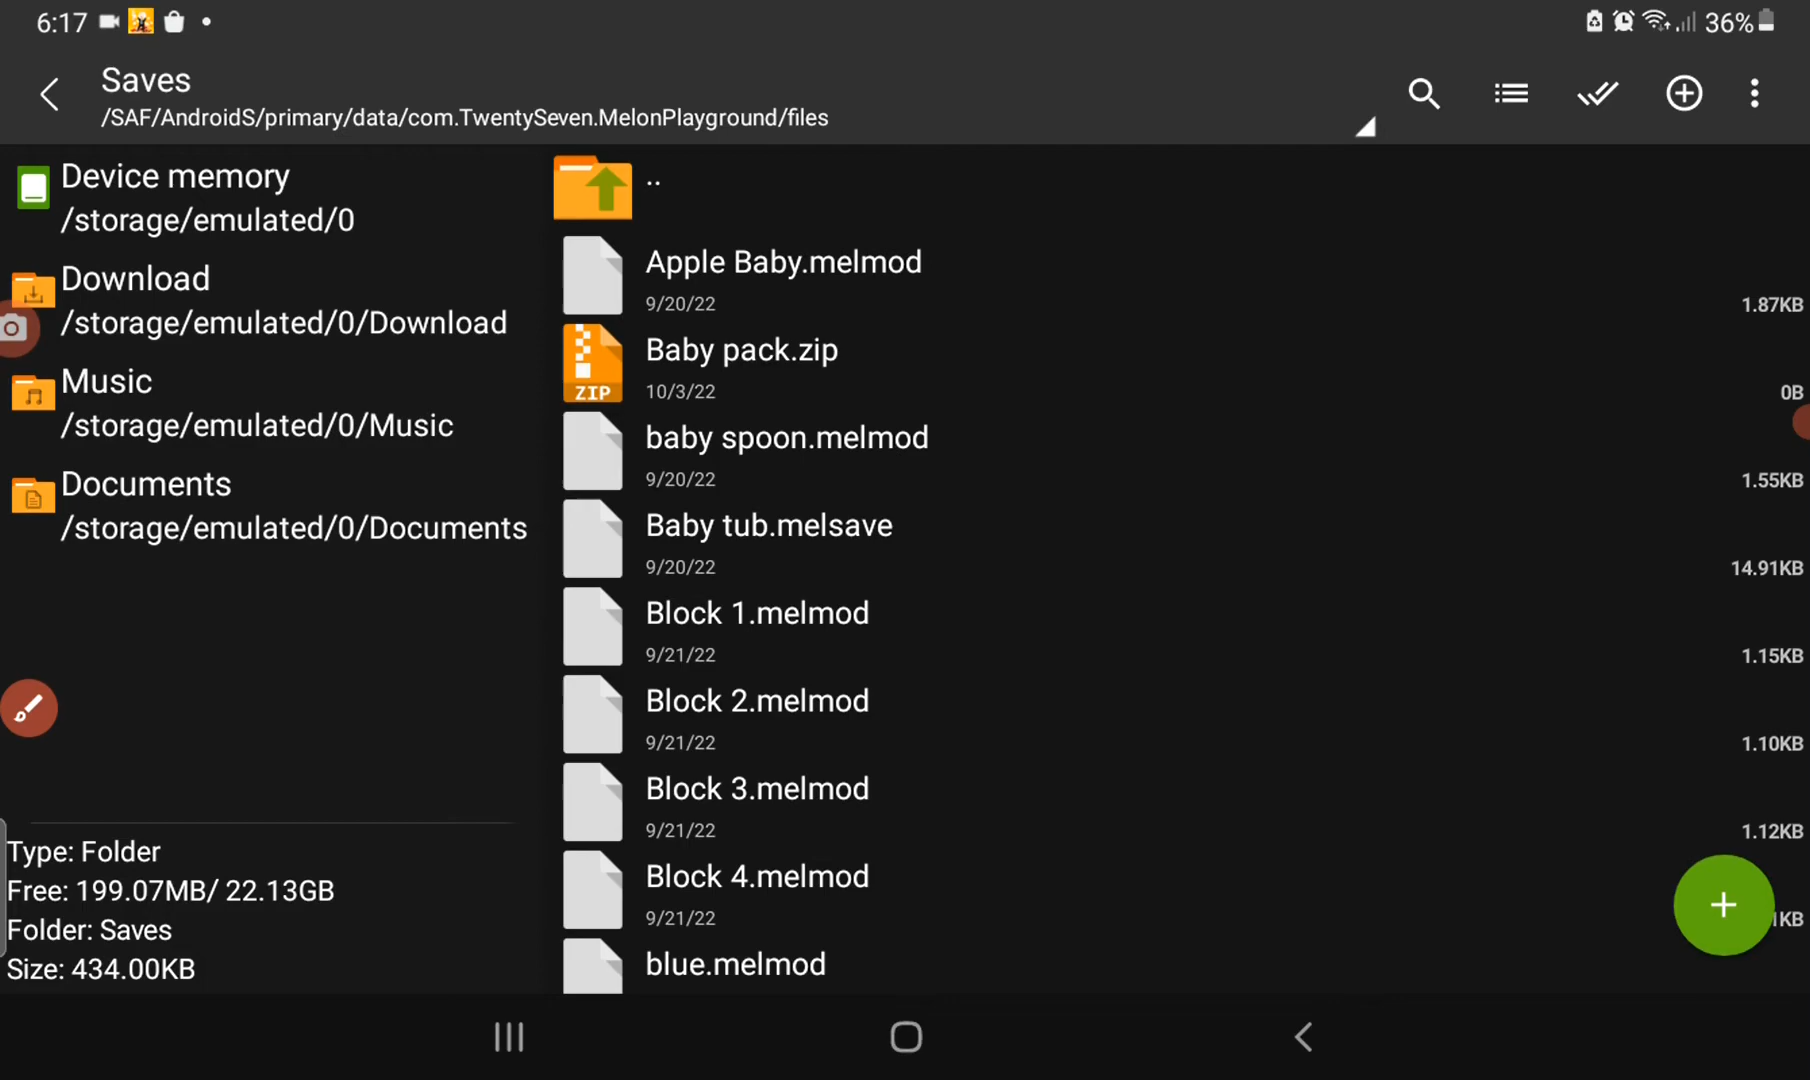 6:17
36%
Saves
/SAF/AndroidS/primary/data/com.TwentySeven.MelonPlayground/files
Device memory
/storage/emulated/0
Download
/storage/emulated/0/Download
Music
/storage/emulated/0/Music
Documents
/storage/emulated/0/Documents
Type: Folder
Free: 199.07MB/ 22.13GB
Folder: Saves
Size: 434.00KB
..
Apple Baby.melmod
9/20/22
1.87KB
ZIP
Baby pack.zip
10/3/22
0B
baby spoon.melmod
9/20/22
1.55KB
Baby tub.melsave
9/20/22
14.91KB
Block 1.melmod
9/21/22
1.15KB
Block 2.melmod
9/21/22
1.10KB
Block 3.melmod
9/21/22
1.12KB
Block 4.melmod
9/21/22
blue.melmod